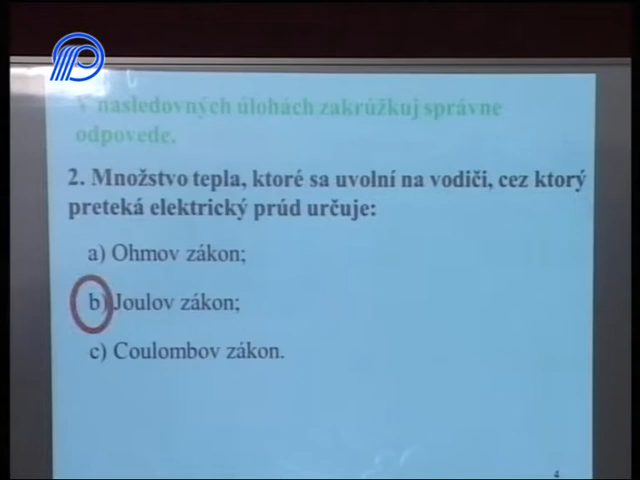 V nasledovných úlohách zakrúžkuj správne
odpovede.
2. Množstvo tepla, ktoré sa uvolní na vodiči, cez ktorý
preteká elektrický prúd určuje:
a) Ohmov zákon;
b) Joulov zákon;
c) Coulombov zákon.
4